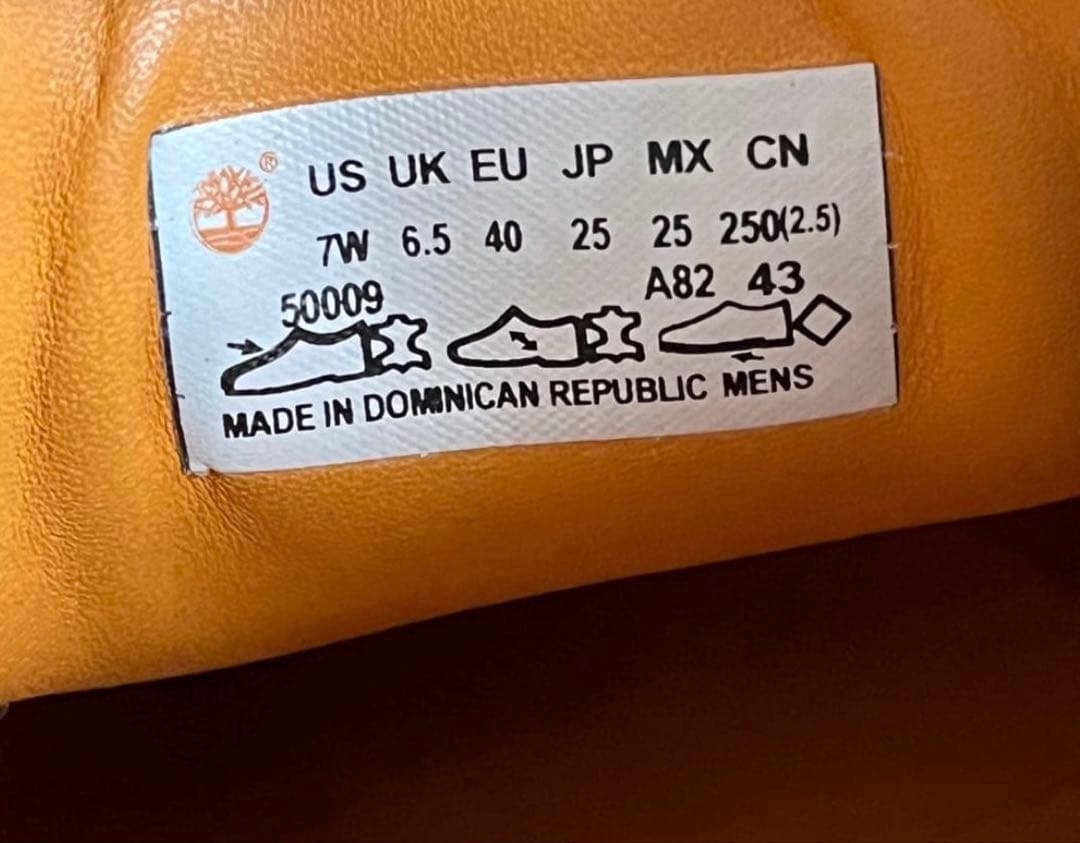 ® US UK EU JP MX CN
7W 6.5 40 25 25 250(2.5)
50009 A82 43
MADE IN DOMINICAN REPUBLIC MENS